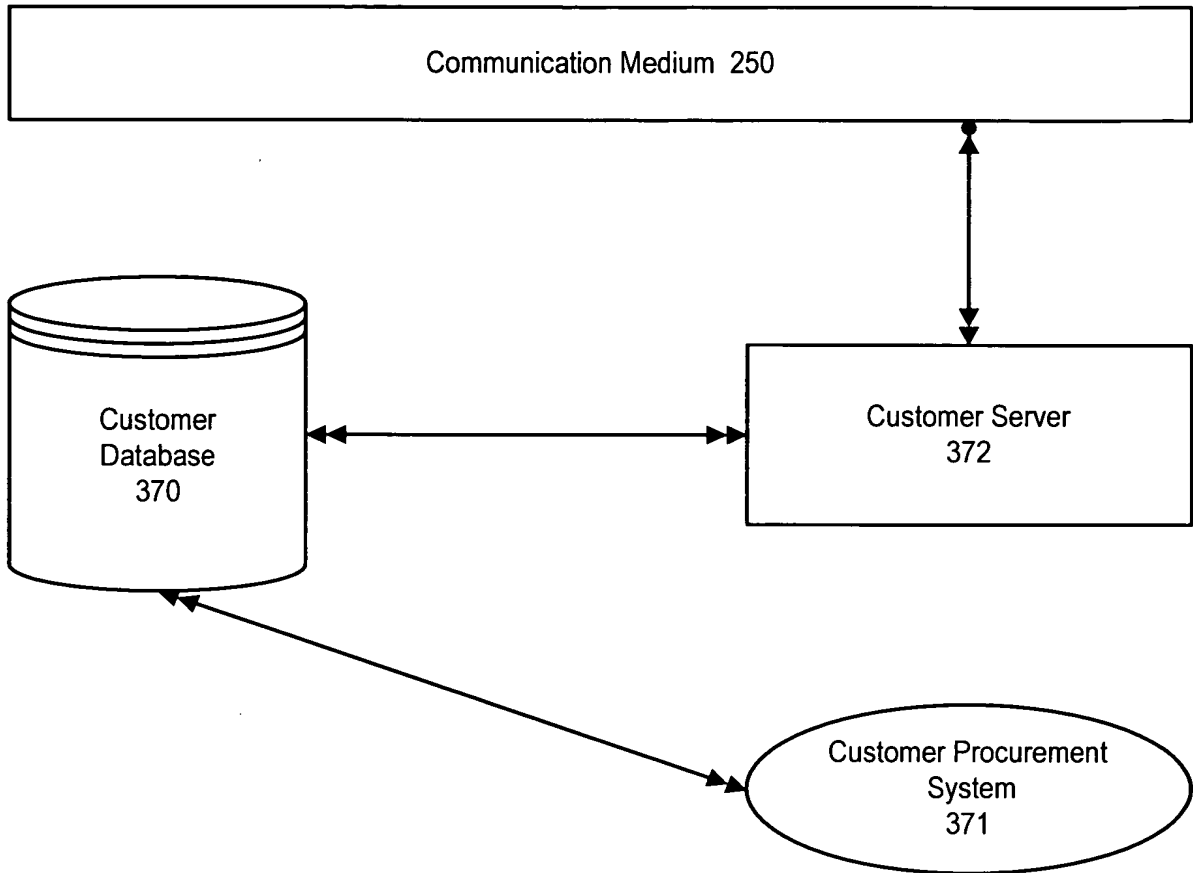 Communication Medium 250
Customer
Database
370
Customer Server
372
Customer Procurement
System
371